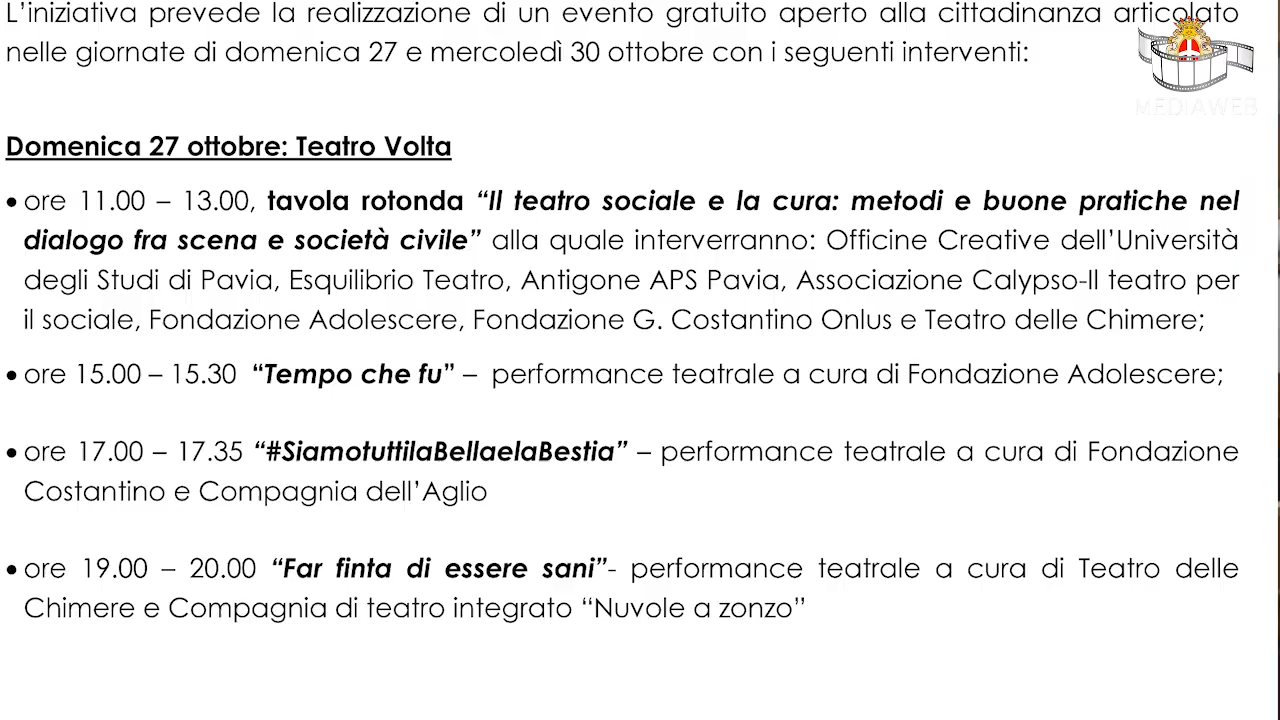 L’iniziativa prevede la realizzazione di un evento gratuito aperto alla cittadinanza articolato
nelle giornate di domenica 27 e mercoledì 30 ottobre con i seguenti interventi:
MEDIAWEB
Domenica 27 ottobre: Teatro Volta
• ore 11.00 – 13.00, tavola rotonda “Il teatro sociale e la cura: metodi e buone pratiche nel
dialogo fra scena e società civile” alla quale interverranno: Officine Creative dell’Università
degli Studi di Pavia, Esquilibrio Teatro, Antigone APS Pavia, Associazione Calypso-Il teatro per
il sociale, Fondazione Adolescere, Fondazione G. Costantino Onlus e Teatro delle Chimere;
• ore 15.00 – 15.30 “Tempo che fu” – performance teatrale a cura di Fondazione Adolescere;
• ore 17.00 – 17.35 “#SiamotuttilaBellaelaBestia” – performance teatrale a cura di Fondazione
Costantino e Compagnia dell’Aglio
• ore 19.00 – 20.00 “Far finta di essere sani”- performance teatrale a cura di Teatro delle
Chimere e Compagnia di teatro integrato “Nuvole a zonzo”